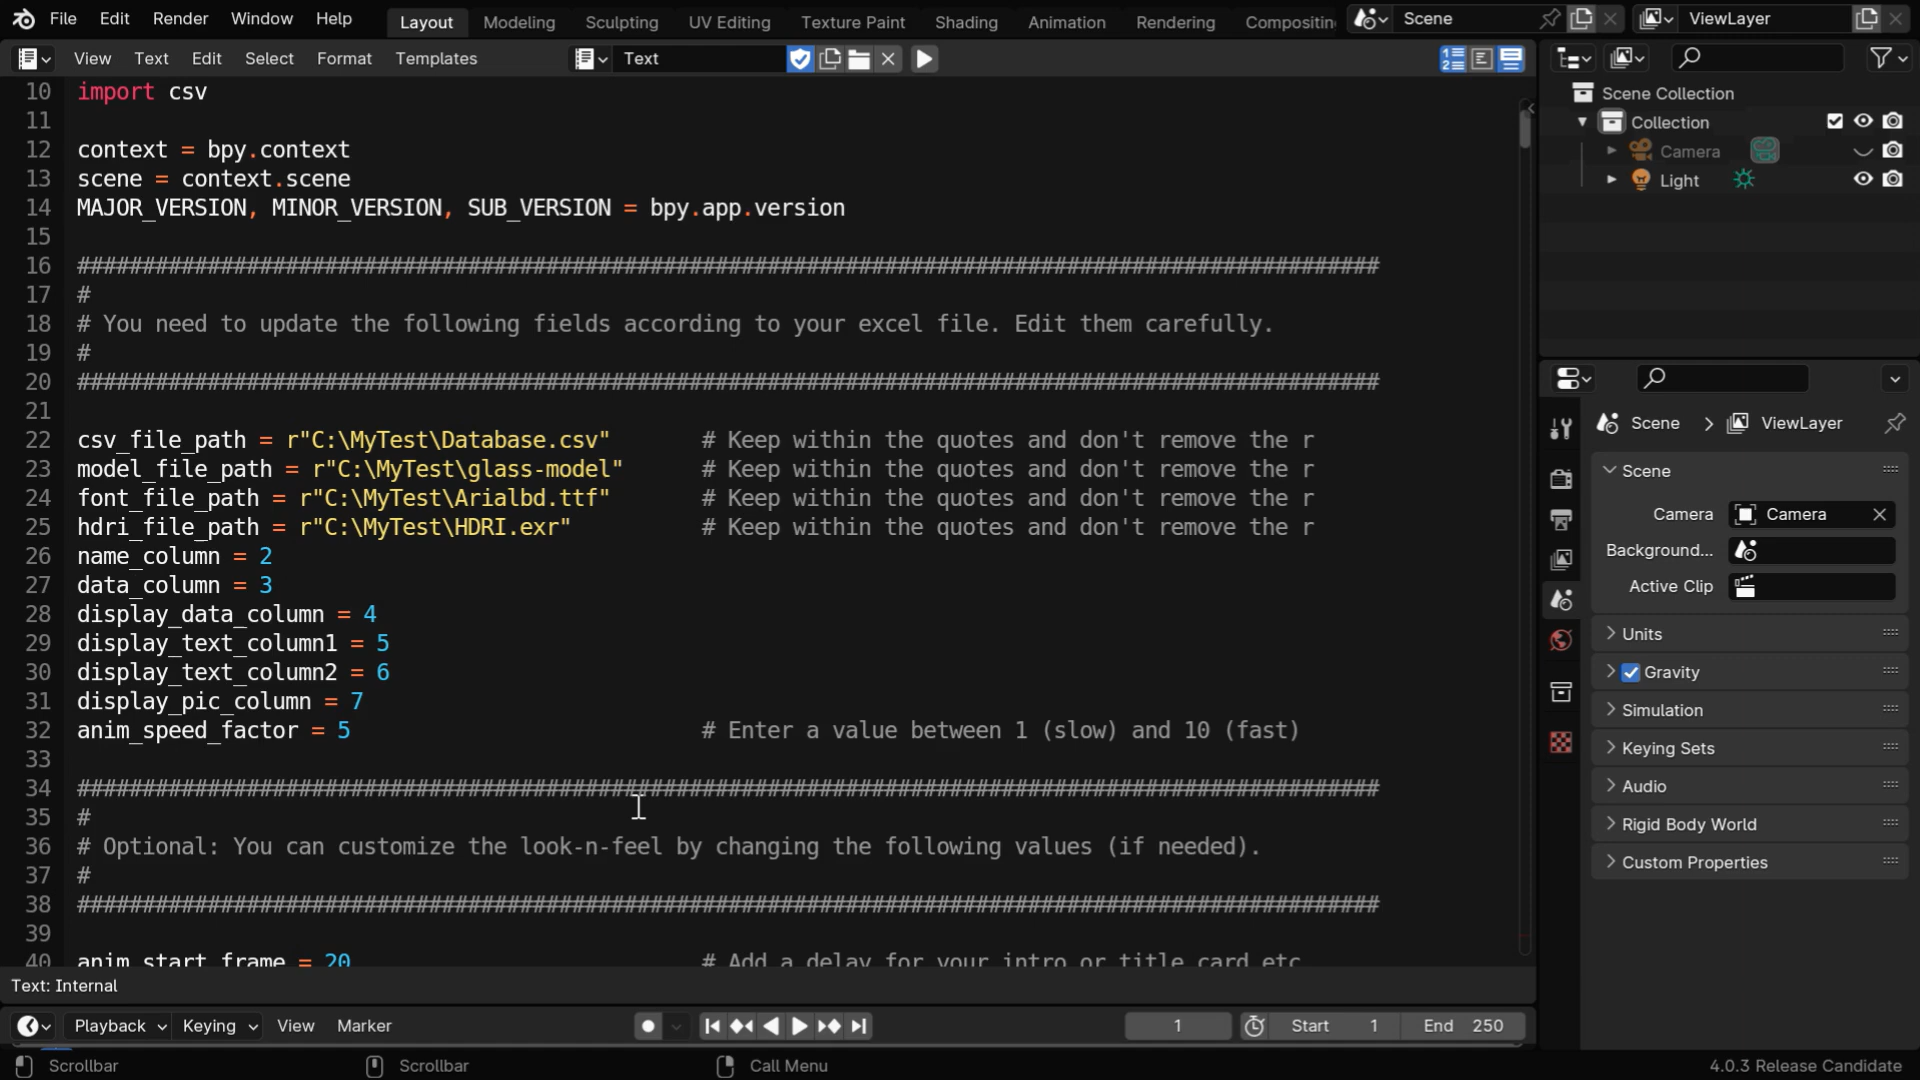 File Edit Render Window Help Layout Modeling Sculpting UV Editing Texture Paint Shading Animation Rendering Compositin Scene ViewLayer
View Text Edit Select Format Templates Text
10 import csv
11
12 context = bpy.context
13 scene = context.scene
14 MAJOR_VERSION, MINOR_VERSION, SUB_VERSION = bpy.app.version
15
16 ####################################################################################################
17 #
18 # You need to update the following fields according to your excel file. Edit them carefully.
19 #
20 ####################################################################################################
21
22 csv_file_path = r"C:\MyTest\Database.csv" # Keep within the quotes and don't remove the r
23 model_file_path = r"C:\MyTest\glass-model" # Keep within the quotes and don't remove the r
24 font_file_path = r"C:\MyTest\Arialbd.ttf" # Keep within the quotes and don't remove the r
25 hdri_file_path = r"C:\MyTest\HDRI.exr" # Keep within the quotes and don't remove the r
26 name_column = 2
27 data_column = 3
28 display_data_column = 4
29 display_text_column1 = 5
30 display_text_column2 = 6
31 display_pic_column = 7
32 anim_speed_factor = 5 # Enter a value between 1 (slow) and 10 (fast)
33
34 ####################################################################################################
35 #
36 # Optional: You can customize the look-n-feel by changing the following values (if needed).
37 #
38 ####################################################################################################
39
40 anim_start_frame = 20 # Add a delay for your intro or title card etc
Text: Internal
Playback Keying View Marker 1 Start 1 End 250
Scrollbar Scrollbar Call Menu 4.0.3 Release Candidate
Scene Collection
Collection
Camera
Light
Scene > ViewLayer
Scene
Camera Camera
Background...
Active Clip
Units
Gravity
Simulation
Keying Sets
Audio
Rigid Body World
Custom Properties